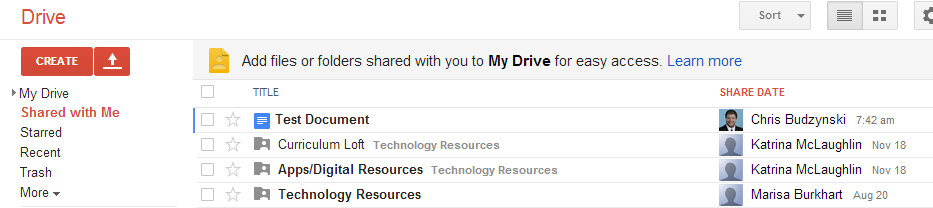 Drive
Sort
CREATE
Add files or folders shared with you to My Drive for easy access. Learn more
My Drive
Shared with Me
Starred
Recent
Trash
More
TITLE SHARE DATE
Test Document Chris Budzynski 7:42 am
Curriculum Loft Technology Resources Katrina McLaughlin Nov 18
Apps/Digital Resources Technology Resources Katrina McLaughlin Nov 18
Technology Resources Marisa Burkhart Aug 20